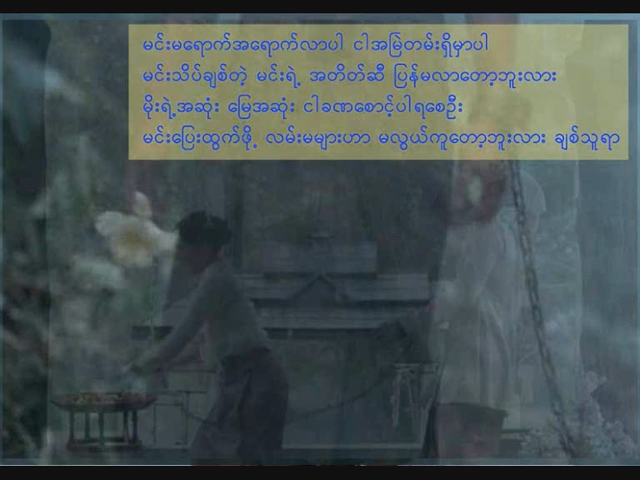 မင်းမရောက်အရောက်လာပါ ငါအမြဲတမ်းရှိမှာပါ
မင်းသိပ်ချစ်တဲ့ မင်းရဲ့ အတိတ်ဆီ ပြန်မလာတော့ဘူးလား
မိုးရဲ့အဆုံး မြေအဆုံး ငါခဏစောင့်ပါရစေဦး
မင်းပြေးထွက်ဖို့ လမ်းမများဟာ မလွယ်ကူတော့ဘူးလား ချစ်သူရာ